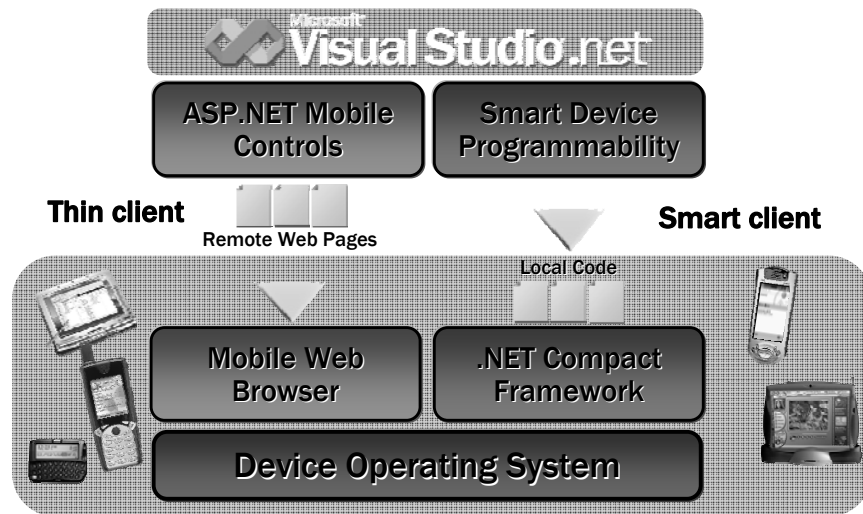 Microsoft
Visual Studio.net
ASP.NET Mobile
Controls
Smart Device
Programmability
Thin client
Remote Web Pages
Smart client
Local Code
Mobile Web
Browser
.NET Compact
Framework
Device Operating System